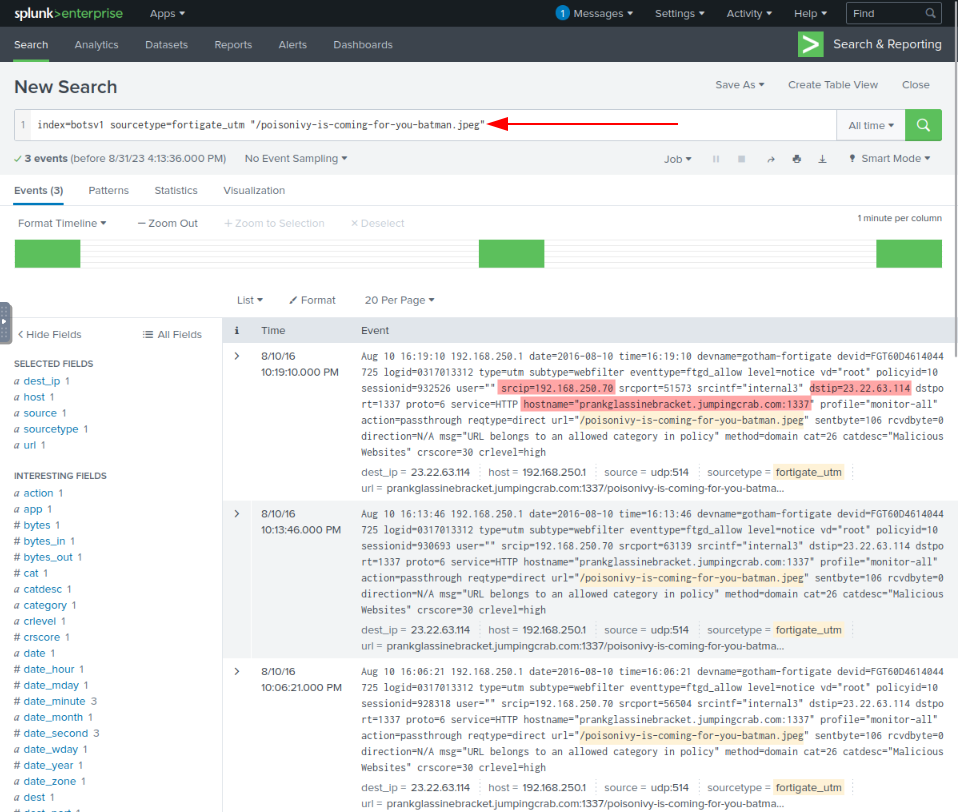 splunk>enterprise Apps 1 Messages Settings Activity Help Find
Search Analytics Datasets Reports Alerts Dashboards > Search & Reporting
New Search Save As Create Table View Close
1 index=botsv1 sourcetype=fortigate_utm "/poisonivy-is-coming-for-you-batman.jpeg" All time
✓ 3 events (before 8/31/23 4:13:36.000 PM) No Event Sampling Job Smart Mode
Events (3) Patterns Statistics Visualization
Format Timeline — Zoom Out + Zoom to Selection × Deselect 1 minute per column
List Format 20 Per Page
< Hide Fields All Fields
SELECTED FIELDS
a dest_ip 1
a host 1
a source 1
a sourcetype 1
a url 1
INTERESTING FIELDS
a action 1
a app 1
# bytes 1
# bytes_in 1
# bytes_out 1
# cat 1
a catdesc 1
a category 1
a crlevel 1
# crscore 1
a date 1
# date_hour 1
# date_mday 1
# date_minute 3
a date_month 1
# date_second 3
a date_wday 1
# date_year 1
a date_zone 1
a dest 1
i Time Event
8/10/16
10:19:10.000 PM
Aug 10 16:19:10 192.168.250.1 date=2016-08-10 time=16:19:10 devname=gotham-fortigate devid=FGT60D4614044
725 logid=0317013312 type=utm subtype=webfilter eventtype=ftgd_allow level=notice vd="root" policyid=10
sessionid=932526 user="" srcip=192.168.250.70 srcport=51573 srcintf="internal3" dstip=23.22.63.114 dstpo
rt=1337 proto=6 service=HTTP hostname="prankglassinebracket.jumpingcrab.com:1337" profile="monitor-all"
action=passthrough reqtype=direct url="/poisonivy-is-coming-for-you-batman.jpeg" sentbyte=106 rcvdbyte=0
direction=N/A msg="URL belongs to an allowed category in policy" method=domain cat=26 catdesc="Malicious
Websites" crscore=30 crlevel=high
dest_ip = 23.22.63.114 host = 192.168.250.1 source = udp:514 sourcetype = fortigate_utm
url = prankglassinebracket.jumpingcrab.com:1337/poisonivy-is-coming-for-you-batma...
8/10/16
10:13:46.000 PM
Aug 10 16:13:46 192.168.250.1 date=2016-08-10 time=16:13:46 devname=gotham-fortigate devid=FGT60D4614044
725 logid=0317013312 type=utm subtype=webfilter eventtype=ftgd_allow level=notice vd="root" policyid=10
sessionid=930693 user="" srcip=192.168.250.70 srcport=63139 srcintf="internal3" dstip=23.22.63.114 dstpo
rt=1337 proto=6 service=HTTP hostname="prankglassinebracket.jumpingcrab.com:1337" profile="monitor-all"
action=passthrough reqtype=direct url="/poisonivy-is-coming-for-you-batman.jpeg" sentbyte=106 rcvdbyte=0
direction=N/A msg="URL belongs to an allowed category in policy" method=domain cat=26 catdesc="Malicious
Websites" crscore=30 crlevel=high
dest_ip = 23.22.63.114 host = 192.168.250.1 source = udp:514 sourcetype = fortigate_utm
url = prankglassinebracket.jumpingcrab.com:1337/poisonivy-is-coming-for-you-batma...
8/10/16
10:06:21.000 PM
Aug 10 16:06:21 192.168.250.1 date=2016-08-10 time=16:06:21 devname=gotham-fortigate devid=FGT60D4614044
725 logid=0317013312 type=utm subtype=webfilter eventtype=ftgd_allow level=notice vd="root" policyid=10
sessionid=928318 user="" srcip=192.168.250.70 srcport=56504 srcintf="internal3" dstip=23.22.63.114 dstpo
rt=1337 proto=6 service=HTTP hostname="prankglassinebracket.jumpingcrab.com:1337" profile="monitor-all"
action=passthrough reqtype=direct url="/poisonivy-is-coming-for-you-batman.jpeg" sentbyte=106 rcvdbyte=0
direction=N/A msg="URL belongs to an allowed category in policy" method=domain cat=26 catdesc="Malicious
Websites" crscore=30 crlevel=high
dest_ip = 23.22.63.114 host = 192.168.250.1 source = udp:514 sourcetype = fortigate_utm
url = prankglassinebracket.jumpingcrab.com:1337/poisonivy-is-coming-for-you-batma...